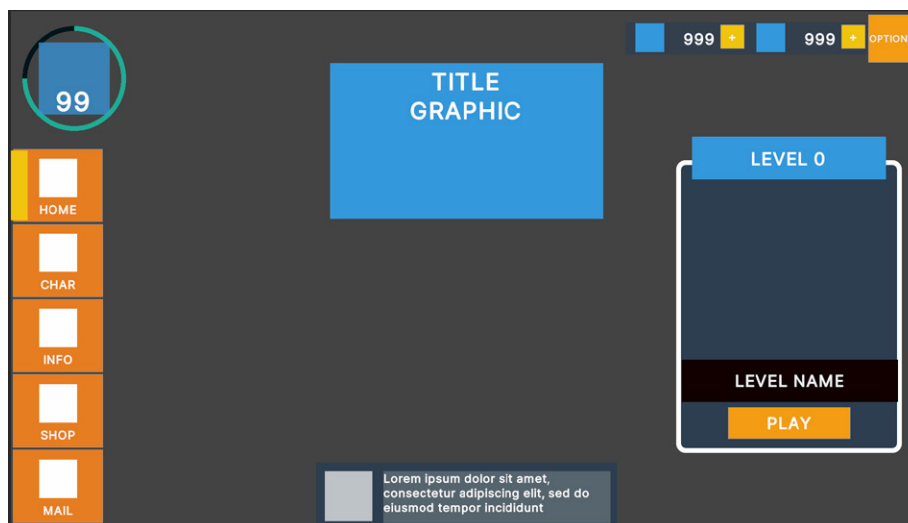 99
999 +
999 +
OPTION
TITLE
GRAPHIC
LEVEL 0
HOME
CHAR
INFO
SHOP
MAIL
LEVEL NAME
PLAY
Lorem ipsum dolor sit amet,
consectetur adipiscing elit, sed do
eiusmod tempor incididunt